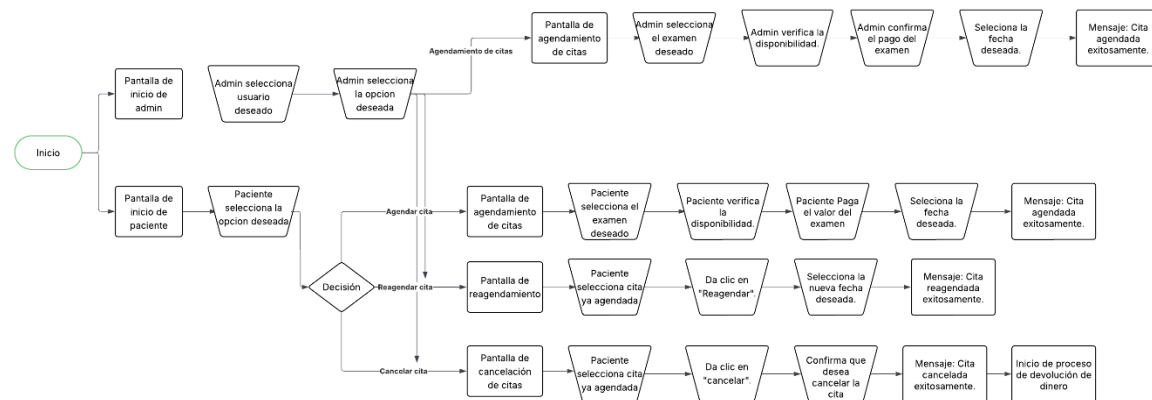 Agendamiento de citas
Pantalla de
agendamiento
de citas
Admin selecciona
el examen
deseado
Admin verifica la
disponibilidad.
Admin confirma
el pago del
examen
Seleciona la
fecha
deseada.
Mensaje: Cita
agendada
exitosamente.
Pantalla de
inicio de
admin
Admin selecciona
usuario
deseado
Admin selecciona
la opcion
deseada
Inicio
Pantalla de
inicio de
paciente
Paciente
selecciona la
opcion deseada
Decisión
Agendar cita
Pantalla de
agendamiento
de citas
Paciente
selecciona el
examen
deseado
Paciente verifica
la
disponibilidad.
Paciente Paga
el valor del
examen
Seleciona la
fecha
deseada.
Mensaje: Cita
agendada
exitosamente.
Reagendar cita
Pantalla de
reagendamiento
Paciente
selecciona cita
ya agendada
Da clic en
"Reagendar".
Selecciona la
nueva fecha
deseada.
Mensaje: Cita
reagendada
exitosamente.
Cancelar cita
Pantalla de
cancelación
de citas
Paciente
selecciona cita
ya agendada
Da clic en
"cancelar".
Confirma que
desea
cancelar la
cita
Mensaje: Cita
cancelada
exitosamente.
Inicio de proceso
de devolución de
dinero